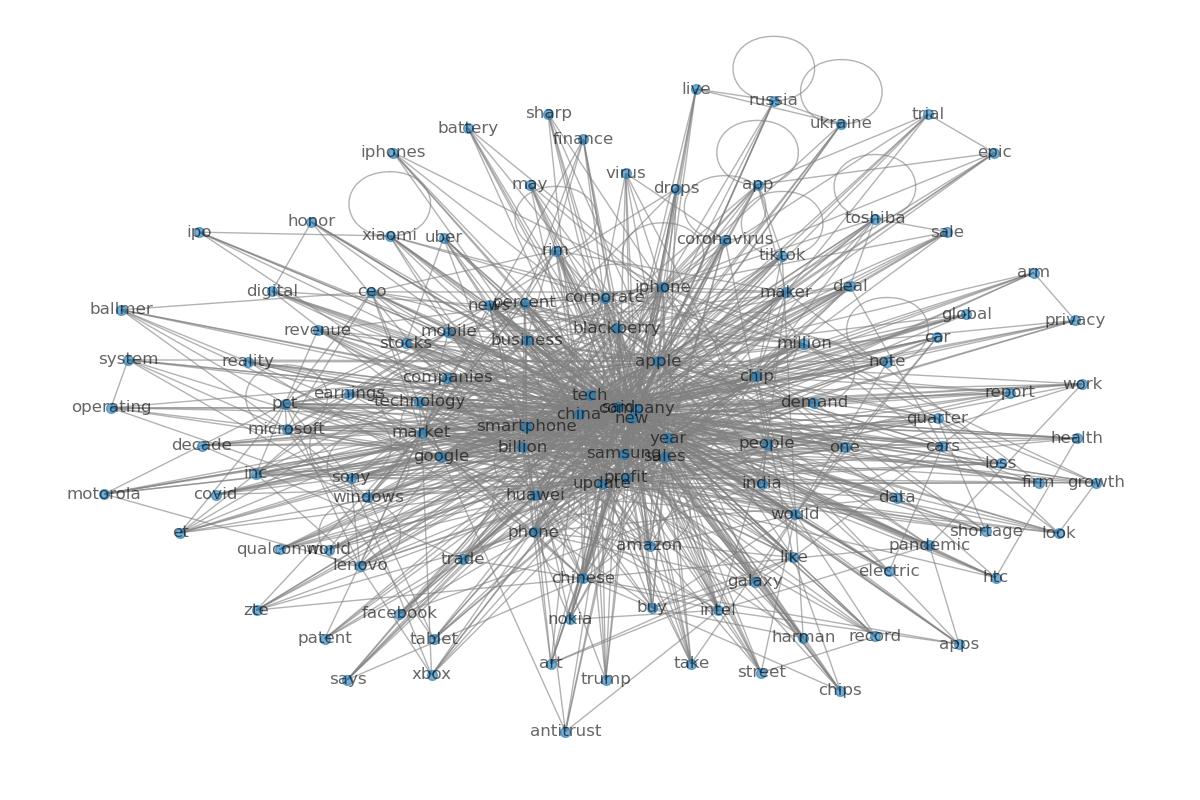 live
russia
sharp
trial
ukraine
battery
finance
iphones
epic
virus
may
drops
app
honor
toshiba
ipo
xiaomi
uber
coronavirus
sale
rim
tiktok
arm
digital
ceo
iphone
maker
deal
corporate
percent
news
ballmer
global
privacy
revenue
mobile
blackberry
stocks
business
million
car
system
reality
apple
note
companies
chip
work
earnings
tech
report
pct
technology
demand
operating
china
said
company
new
quarter
microsoft
market
smartphone
year
people
health
decade
billion
one
cars
google
samsung
sales
loss
inc
sony
profit
motorola
covid
windows
huawei
update
india
data
firm
growth
would
et
phone
shortage
look
qualcomm
world
amazon
pandemic
lenovo
trade
like
chinese
galaxy
electric
htc
zte
facebook
nokia
buy
intel
patent
tablet
harman
record
apps
says
xbox
art
trump
take
street
chips
antitrust